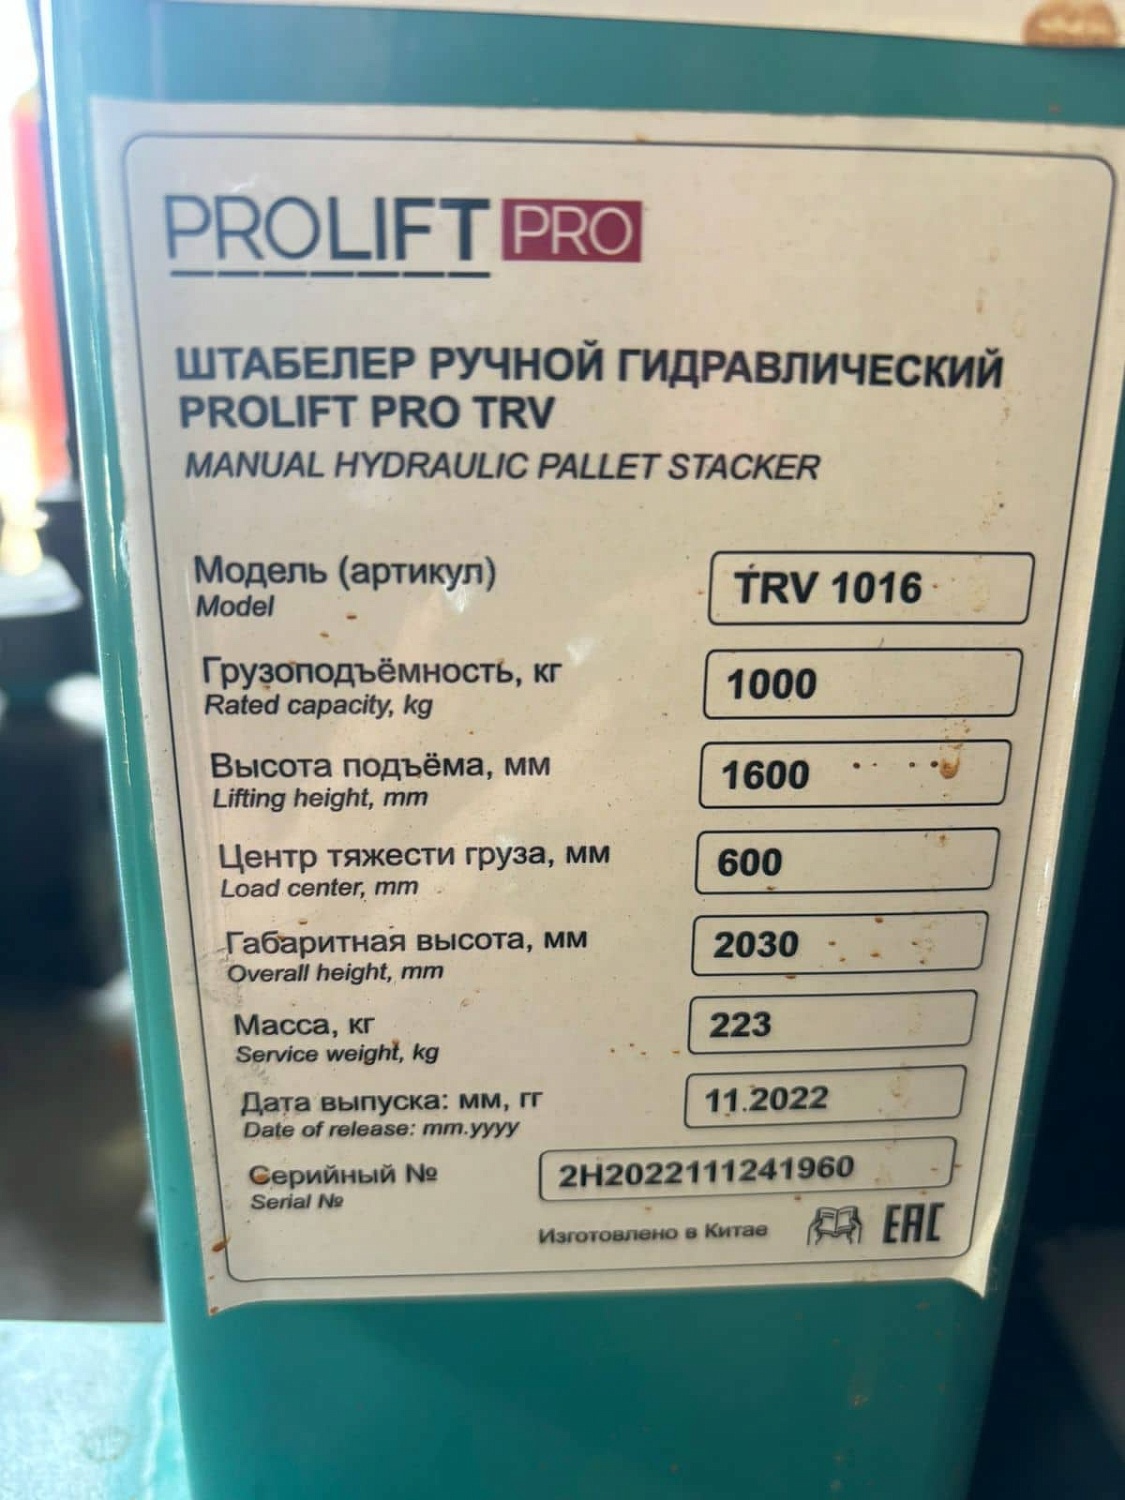 PROLIFT PRO
ШТАБЕЛЕР РУЧНОЙ ГИДРАВЛИЧЕСКИЙ
PROLIFT PRO TRV
MANUAL HYDRAULIC PALLET STACKER
Модель (артикул) TRV 1016
Model
Грузоподъёмность, кг 1000
Rated capacity, kg
Высота подъёма, мм 1600
Lifting height, mm
Центр тяжести груза, мм 600
Load center, mm
Габаритная высота, мм 2030
Overall height, mm
Масса, кг 223
Service weight, kg
Дата выпуска: мм, гг 11.2022
Date of release: mm.yyyy
Серийный № 2H2022111241960
Serial №
Изготовлено в Китае EAC